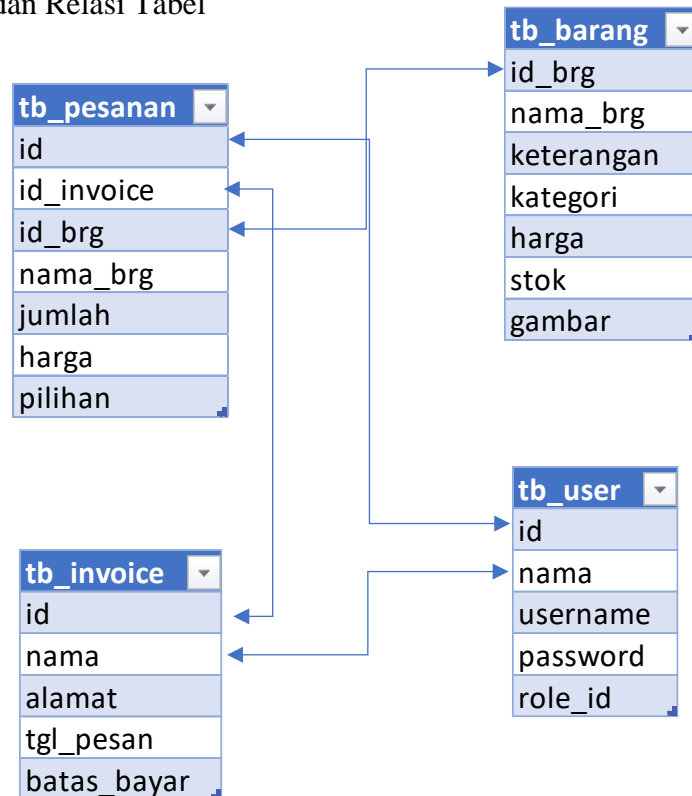 dan Relasi Tabel
tb_barang
id_brg
nama_brg
keterangan
kategori
harga
stok
gambar
tb_pesanan
id
id_invoice
id_brg
nama_brg
jumlah
harga
pilihan
tb_user
id
nama
username
password
role_id
tb_invoice
id
nama
alamat
tgl_pesan
batas_bayar